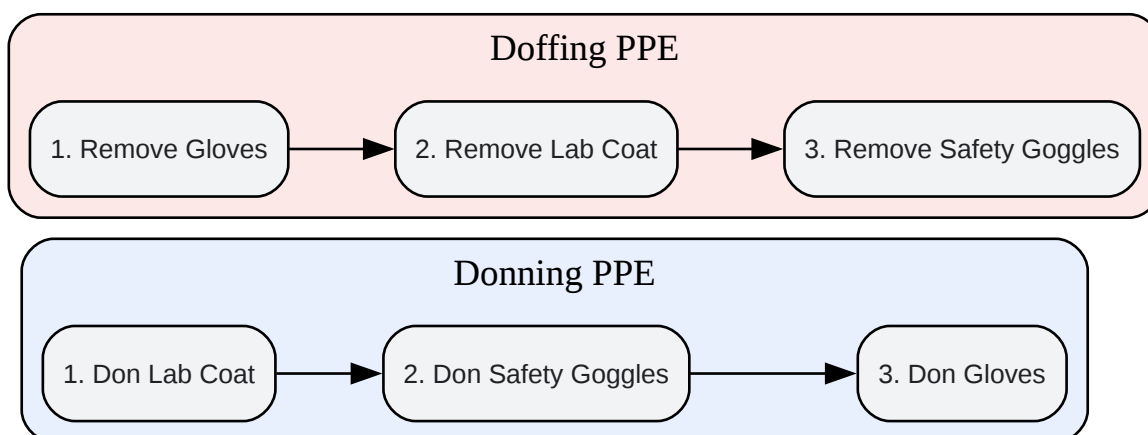 Doffing PPE
1. Remove Gloves
2. Remove Lab Coat
3. Remove Safety Goggles
Donning PPE
1. Don Lab Coat
2. Don Safety Goggles
3. Don Gloves